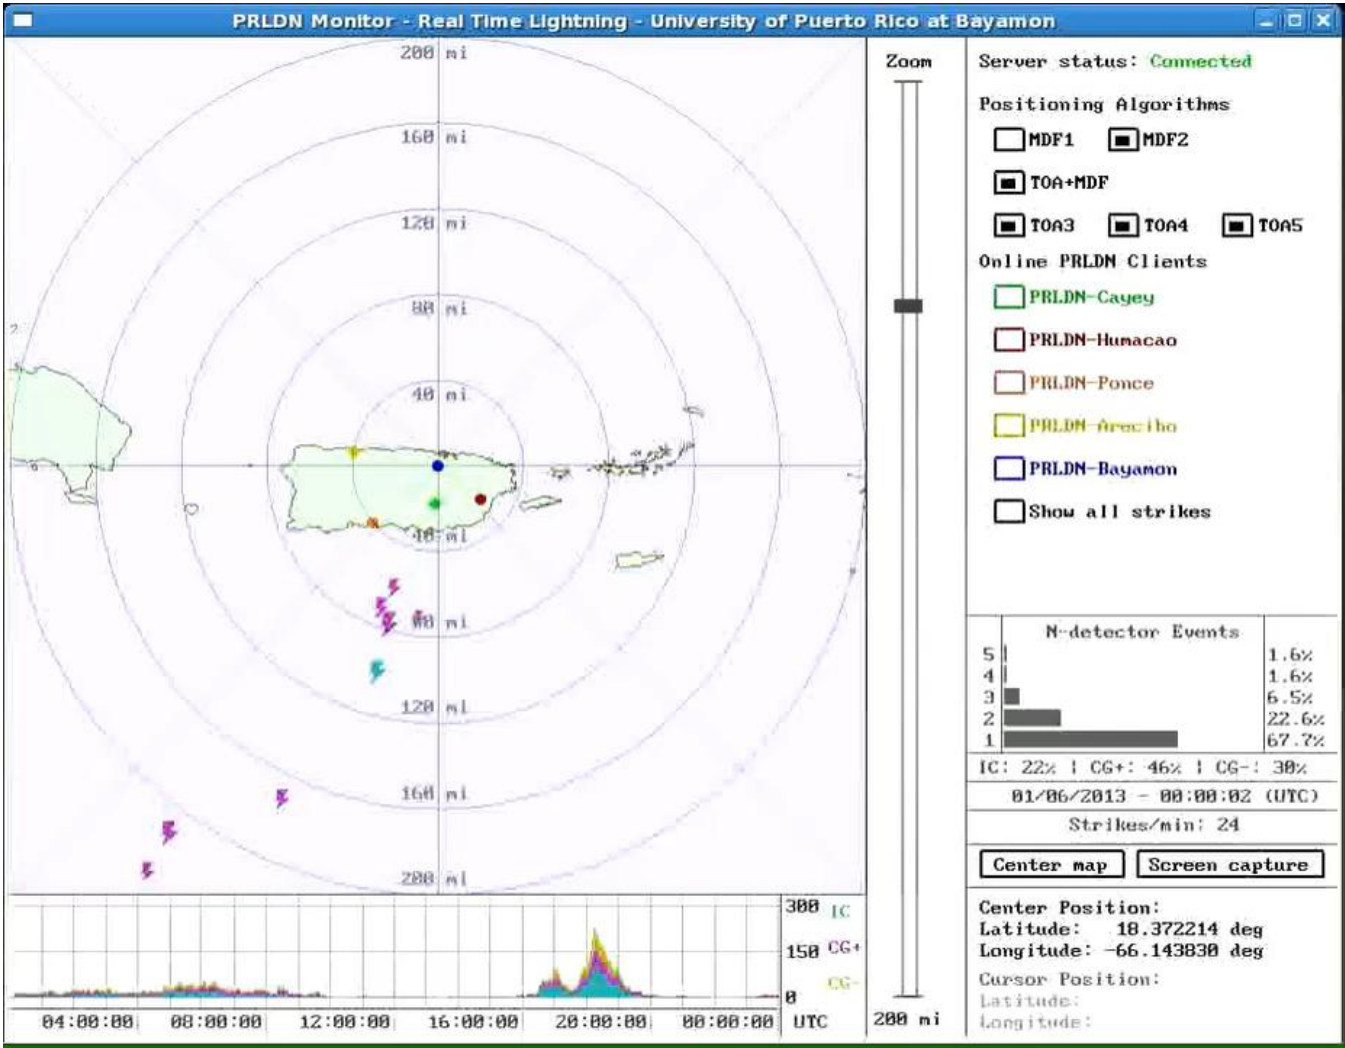 PRLDN Monitor - Real Time Lightning - University of Puerto Rico at Bayamon
200 mi
160 mi
120 mi
80 mi
40 mi
40 mi
80 mi
120 mi
160 mi
200 mi
300 IC
150 CG+
0 CG-
04:00:00 08:00:00 12:00:00 16:00:00 20:00:00 00:00:00 UTC
Zoom
200 mi
Server status: Connected
Positioning Algorithms
MDF1 MDF2
TOA+MDF
TOA3 TOA4 TOA5
Online PRLDN Clients
PRLDN-Cayey
PRLDN-Humacao
PRLDN-Ponce
PRLDN-Arecibo
PRLDN-Bayamon
Show all strikes
N-detector Events
5 1.6%
4 1.6%
3 6.5%
2 22.6%
1 67.7%
IC: 22% | CG+: 46% | CG-: 30%
01/06/2013 - 00:00:02 (UTC)
Strikes/min: 24
Center map Screen capture
Center Position:
Latitude: 18.372214 deg
Longitude: -66.143830 deg
Cursor Position:
Latitude:
Longitude: